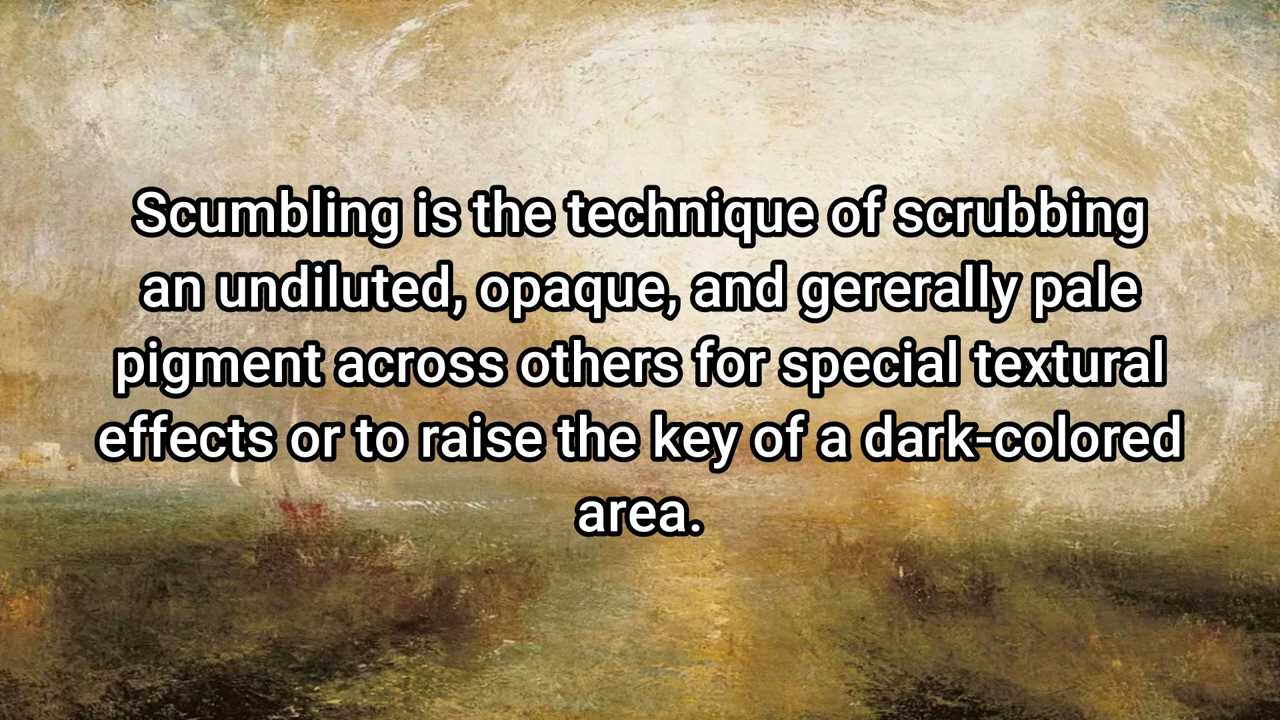 Scumbling is the technique of scrubbing
an undiluted, opaque, and gererally pale
pigment across others for special textural
effects or to raise the key of a dark-colored
area.